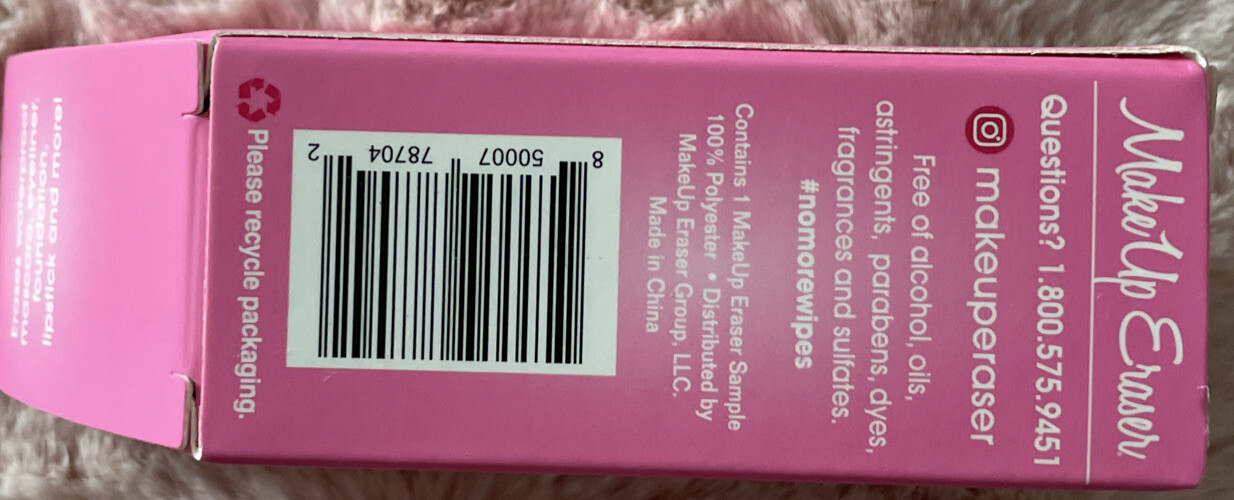 MakeUp Eraser
Questions? 1.800.575.9451
makeuperaser
Free of alcohol, oils,
astringents, parabens, dyes,
fragrances and sulfates.
#nomorewipes
Contains 1 MakeUp Eraser Sample
100% Polyester • Distributed by
MakeUp Eraser Group, LLC.
Made in China
8 50007 78704 2
Please recycle packaging.
Erases waterproof
mascara, eyeliner,
foundation,
lipstick and more!